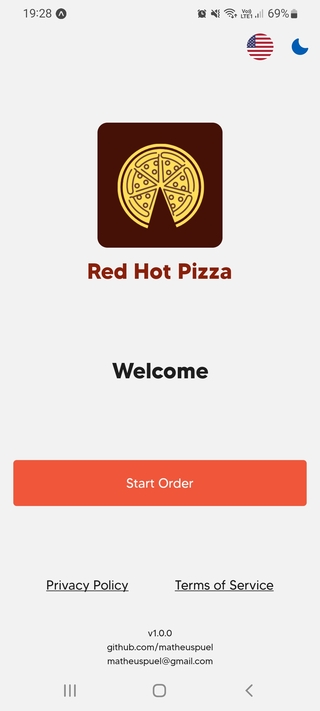 19:28
Vo))
LTE1
69%
Red Hot Pizza
Welcome
Start Order
Privacy Policy
Terms of Service
v1.0.0
github.com/matheuspuel
matheuspuel@gmail.com